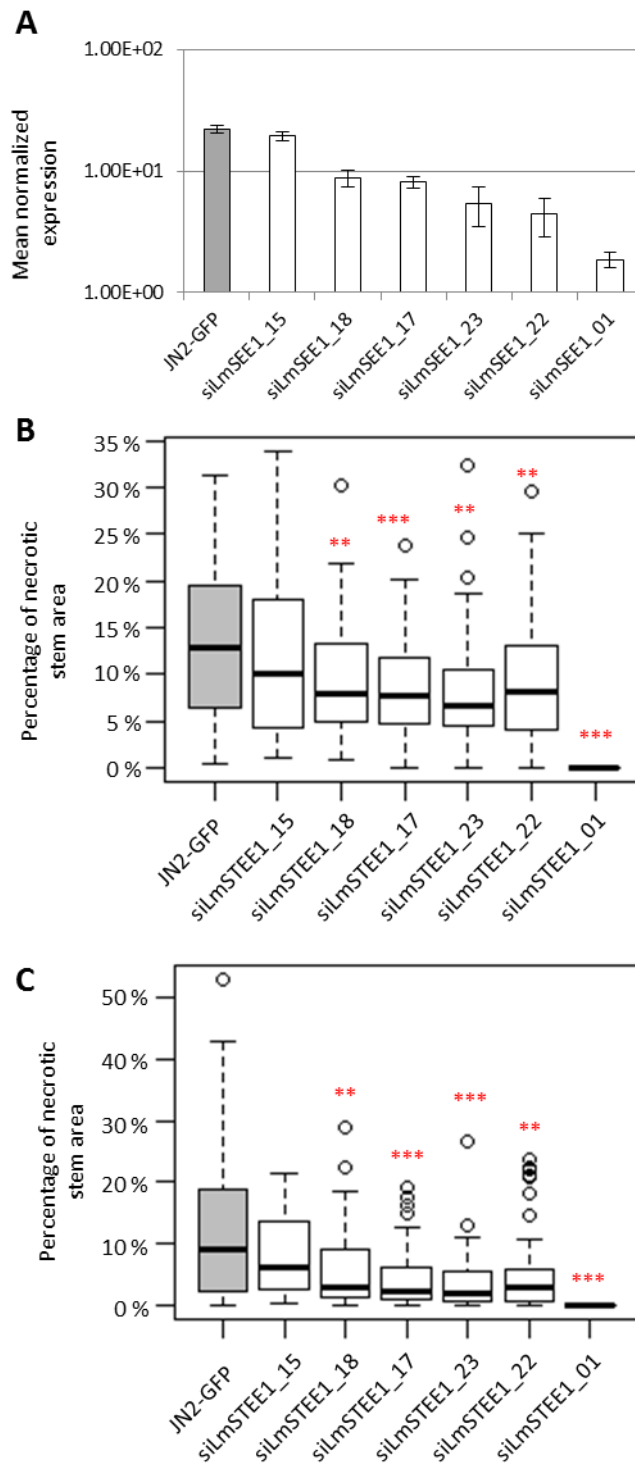 A
1.00E+02
1.00E+01
1.00E+00
Mean normalized
expression
JN2-GFP
siLmSEE1_15
siLmSEE1_18
siLmSEE1_17
siLmSEE1_23
siLmSEE1_22
siLmSEE1_01
B
35 %
30 %
25 %
20 %
15 %
10 %
5 %
0 %
Percentage of necrotic
stem area
**
***
**
**
***
JN2-GFP
siLmSTEE1_15
siLmSTEE1_18
siLmSTEE1_17
siLmSTEE1_23
siLmSTEE1_22
siLmSTEE1_01
C
50 %
40 %
30 %
20 %
10 %
0 %
Percentage of necrotic
stem area
**
***
***
**
***
JN2-GFP
siLmSTEE1_15
siLmSTEE1_18
siLmSTEE1_17
siLmSTEE1_23
siLmSTEE1_22
siLmSTEE1_01